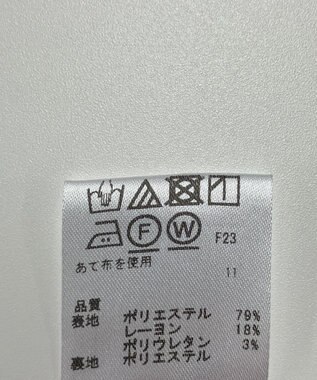 F W F23
あて布を使用
11
品質
表地 ポリエステル 79%
レーヨン 18%
ポリウレタン 3%
裏地 ポリエステル